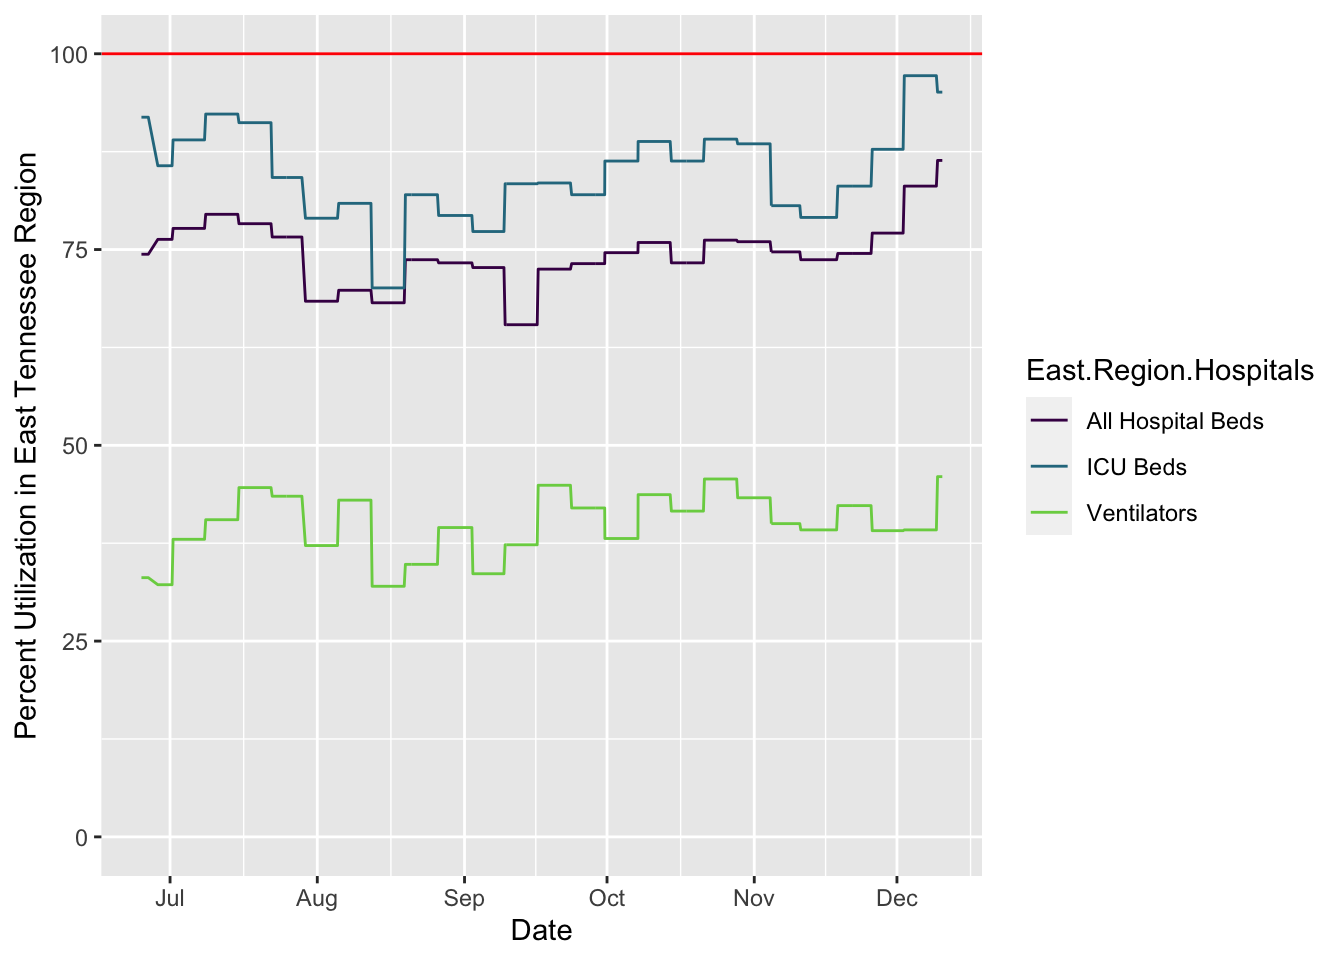 Percent Utilization in East Tennessee Region
100
75
50
25
0
Jul Aug Sep Oct Nov Dec
Date
East.Region.Hospitals
All Hospital Beds
ICU Beds
Ventilators